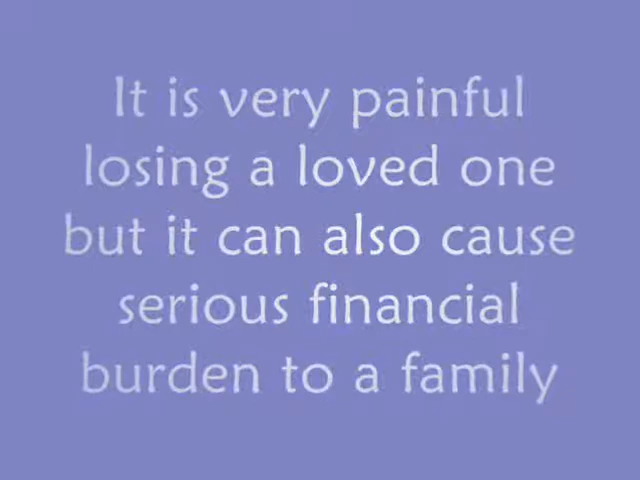 It is very painful
losing a loved one
but it can also cause
serious financial
burden to a family